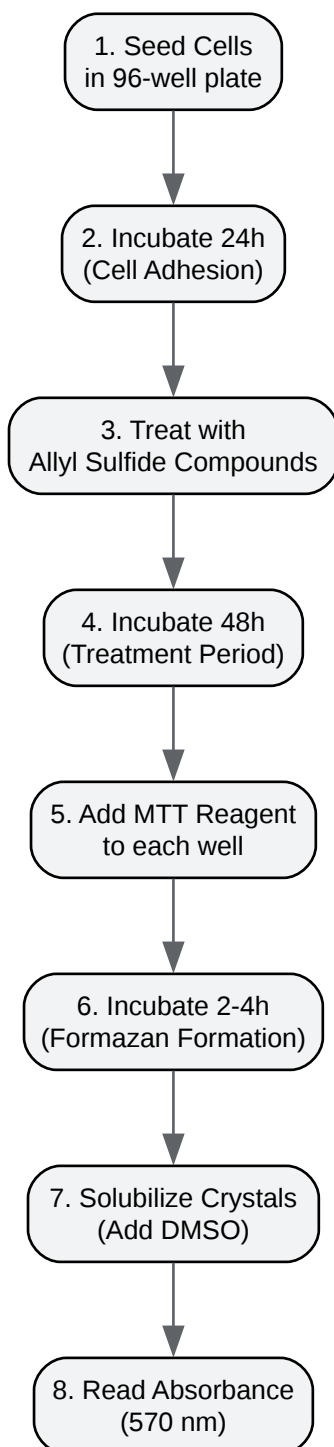 1. Seed Cells
in 96-well plate
2. Incubate 24h
(Cell Adhesion)
3. Treat with
Allyl Sulfide Compounds
4. Incubate 48h
(Treatment Period)
5. Add MTT Reagent
to each well
6. Incubate 2-4h
(Formazan Formation)
7. Solubilize Crystals
(Add DMSO)
8. Read Absorbance
(570 nm)